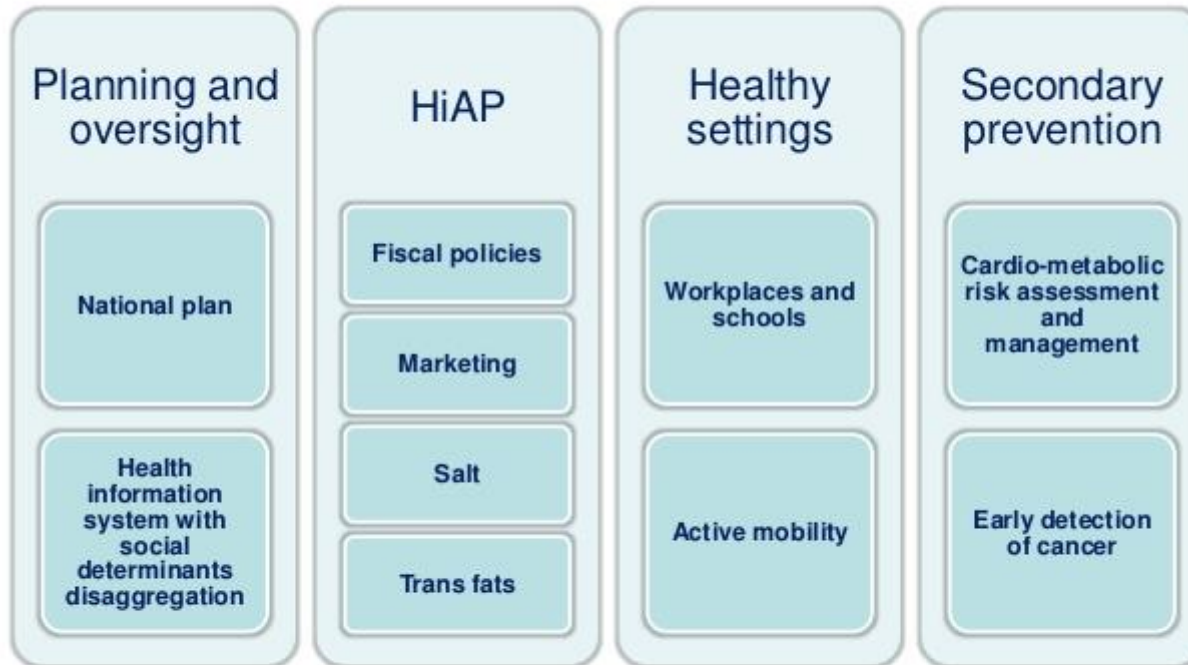 Planning and
oversight
National plan
Health
information
system with
social
determinants
disaggregation
HiAP
Fiscal policies
Marketing
Salt
Trans fats
Healthy
settings
Workplaces and
schools
Active mobility
Secondary
prevention
Cardio-metabolic
risk assessment
and
management
Early detection
of cancer